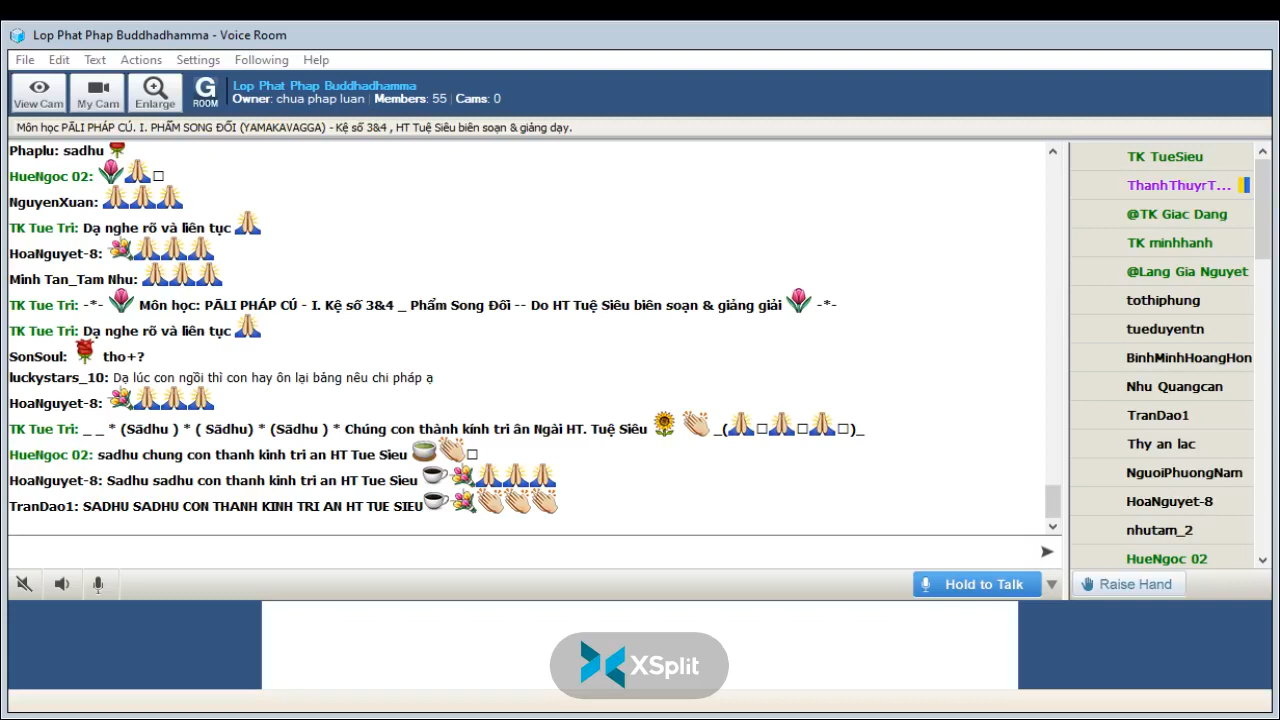 Lop Phat Phap Buddhadhamma - Voice Room
File Edit Text Actions Settings Following Help
View Cam My Cam Enlarge G ROOM
Lop Phat Phap Buddhadhamma
Owner: chua phap luan | Members: 55 | Cams: 0
Môn học PĀLI PHÁP CÚ. I. PHẨM SONG ĐỐI (YAMAKAVAGGA) - Kệ số 3&4 , HT Tuệ Siêu biên soạn & giảng dạy.
Phaplu: sadhu
HueNgoc 02:
NguyenXuan:
TK Tue Tri: Dạ nghe rõ và liên tục
HoaNguyet-8:
Minh Tan_Tam Nhu:
TK Tue Tri: -*- Môn học: PĀLI PHÁP CÚ - I. Kệ số 3&4 _ Phẩm Song Đối -- Do HT Tuệ Siêu biên soạn & giảng giải -*-
TK Tue Tri: Dạ nghe rõ và liên tục
SonSoul: tho+?
luckystars_10: Dạ lúc con ngồi thì con hay ôn lại bảng nêu chi pháp ạ
HoaNguyet-8:
TK Tue Tri: _ _ * (Sādhu ) * ( Sādhu) * (Sādhu ) * Chúng con thành kính tri ân Ngài HT. Tuệ Siêu _( )_
HueNgoc 02: sadhu chung con thanh kinh tri an HT Tue Sieu
HoaNguyet-8: Sadhu sadhu con thanh kinh tri an HT Tue Sieu
TranDao1: SADHU SADHU CON THANH KINH TRI AN HT TUE SIEU
TK TueSieu
ThanhThuyrT...
@TK Giac Dang
TK minhhanh
@Lang Gia Nguyet
tothiphung
tueduyentn
BinhMinhHoangHon
Nhu Quangcan
TranDao1
Thy an lac
NguoiPhuongNam
HoaNguyet-8
nhutam_2
HueNgoc 02
Hold to Talk
Raise Hand
XSplit